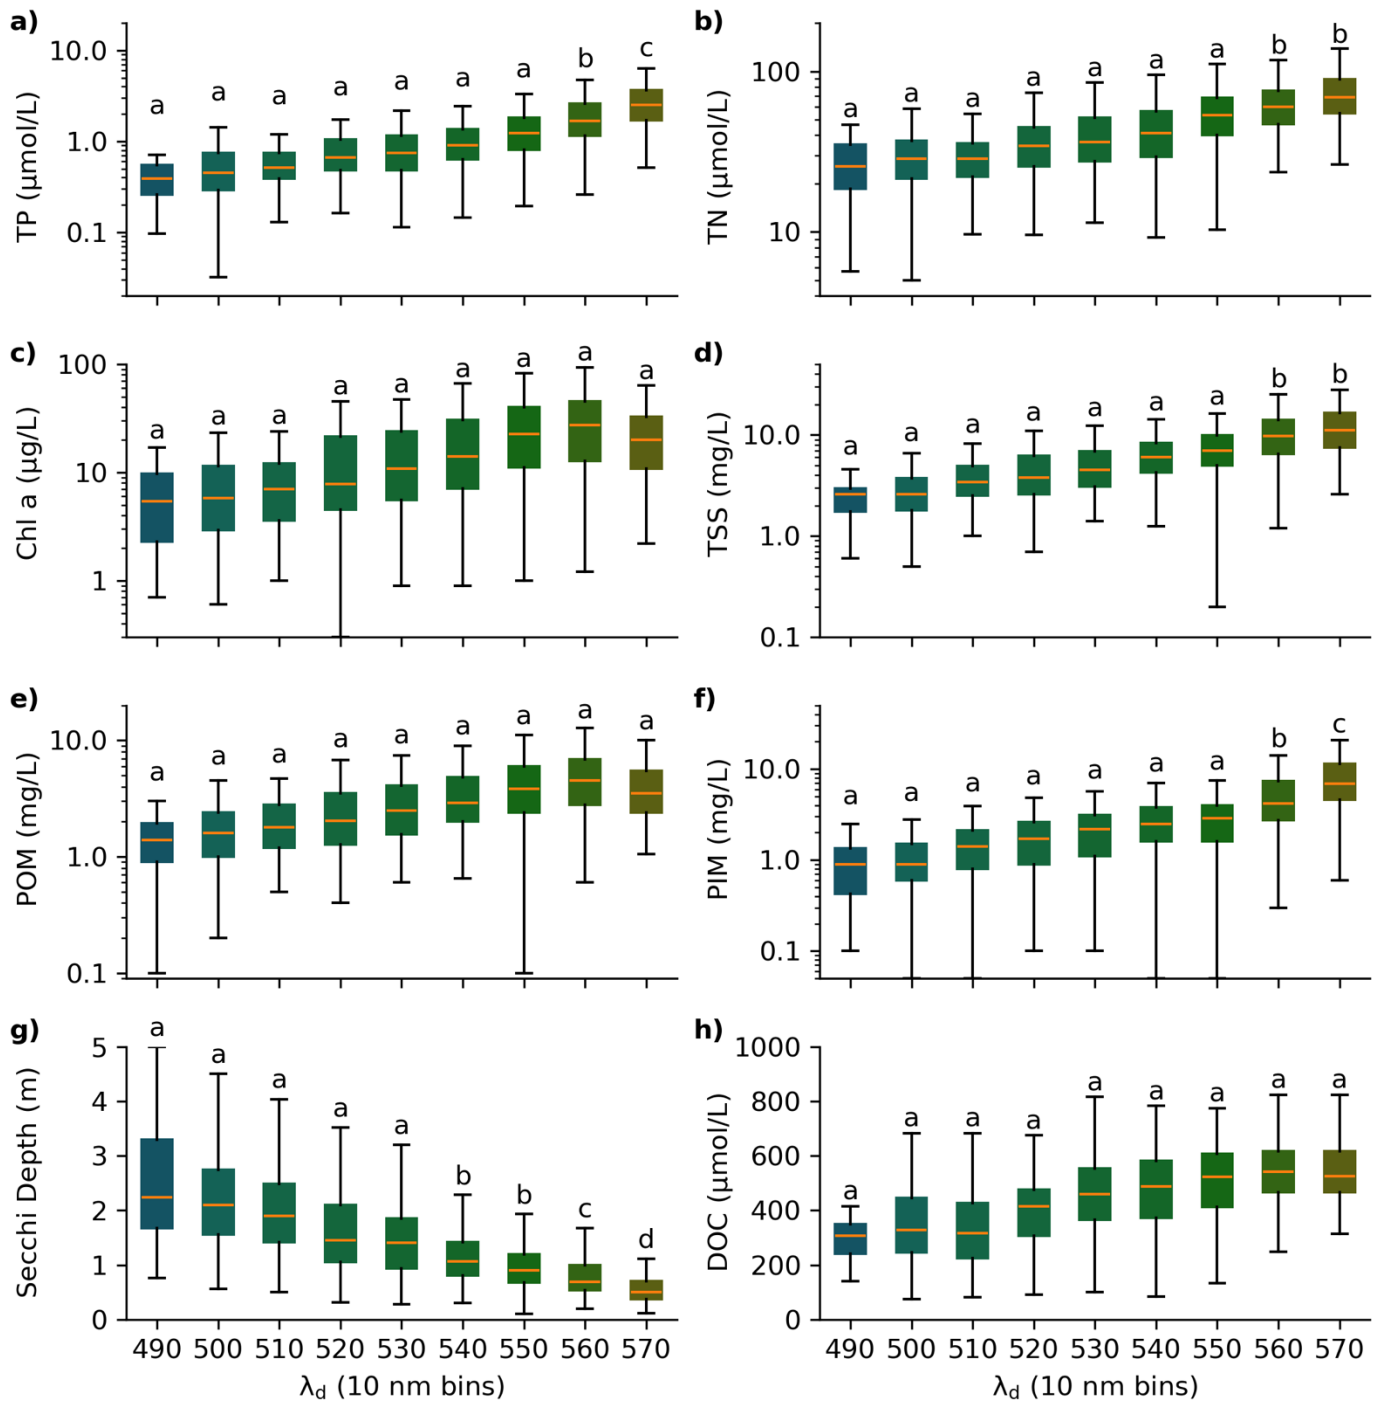 a)
TP (µmol/L)
10.0
1.0
0.1
a a a a a a a b c
b)
TN (µmol/L)
100
10
a a a a a a a b b
c)
Chl a (µg/L)
100
10
1
a a a a a a a a a
d)
TSS (mg/L)
10.0
1.0
0.1
a a a a a a a b b
e)
POM (mg/L)
10.0
1.0
0.1
a a a a a a a a a
f)
PIM (mg/L)
10.0
1.0
0.1
a a a a a a a b c
g)
Secchi Depth (m)
5
4
3
2
1
0
a a a a a b b c d
490 500 510 520 530 540 550 560 570
λd (10 nm bins)
h)
DOC (µmol/L)
1000
800
600
400
200
0
a a a a a a a a a
490 500 510 520 530 540 550 560 570
λd (10 nm bins)